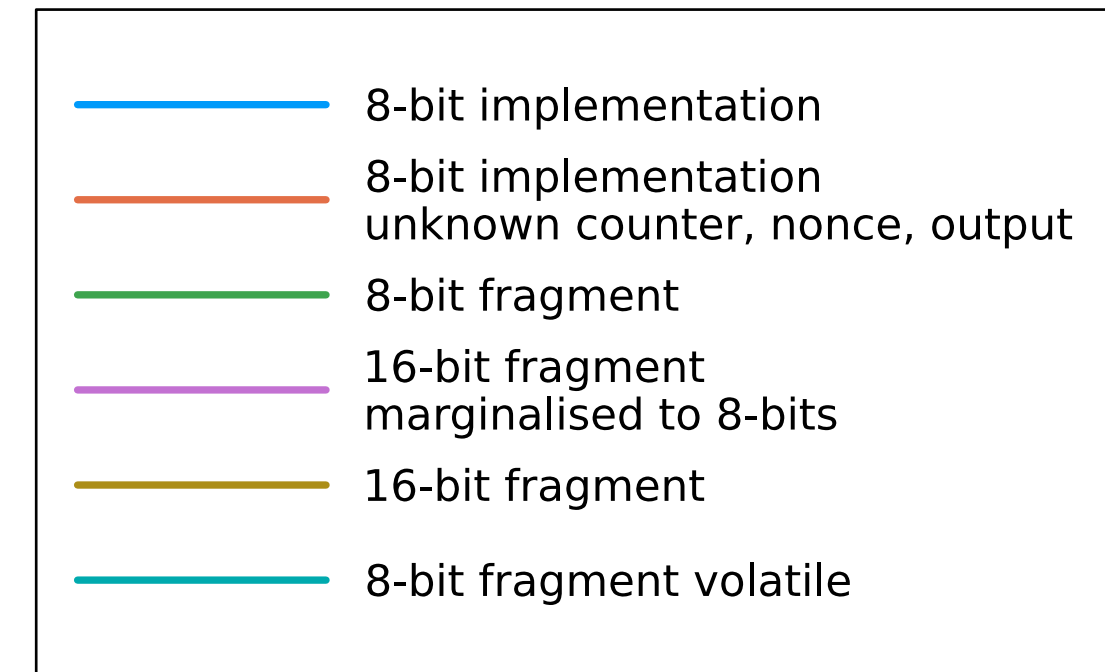 8-bit implementation
8-bit implementation
unknown counter, nonce, output
8-bit fragment
16-bit fragment
marginalised to 8-bits
16-bit fragment
8-bit fragment volatile